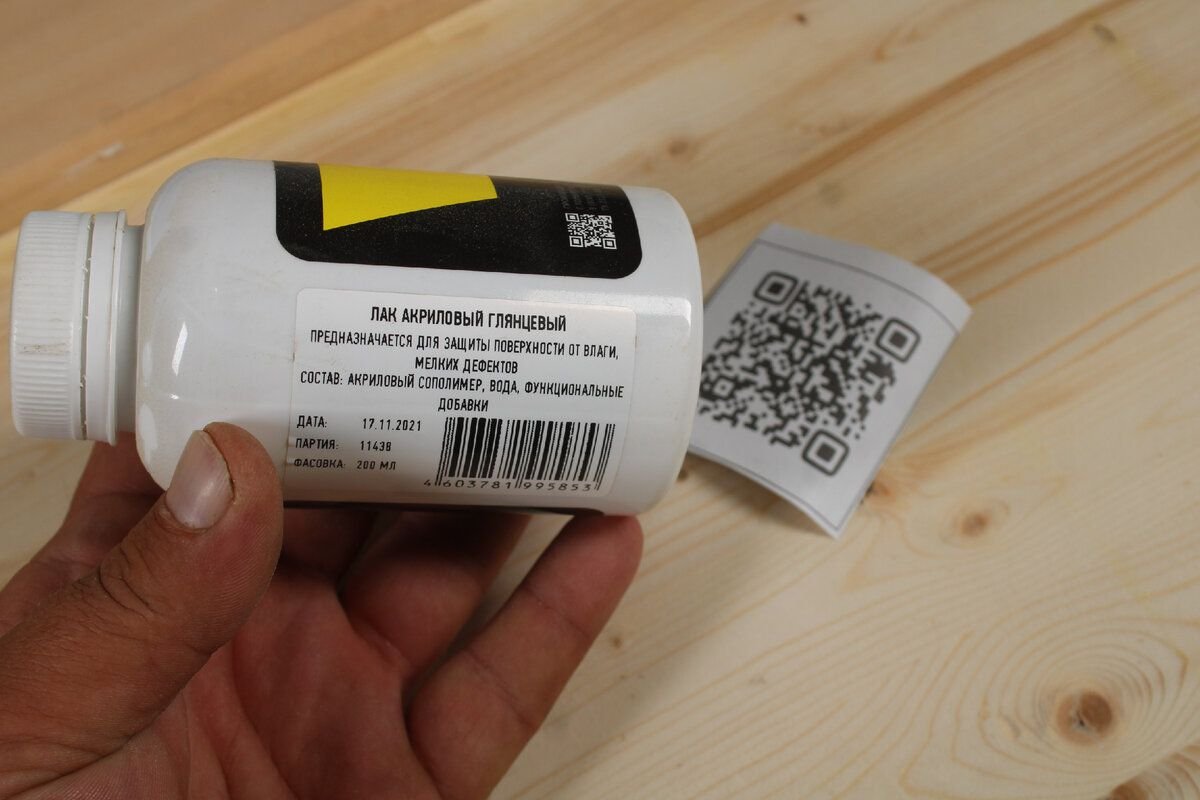 ЛАК АКРИЛОВЫЙ ГЛЯНЦЕВЫЙ
ПРЕДНАЗНАЧАЕТСЯ ДЛЯ ЗАЩИТЫ ПОВЕРХНОСТИ ОТ ВЛАГИ,
МЕЛКИХ ДЕФЕКТОВ
СОСТАВ: АКРИЛОВЫЙ СОПОЛИМЕР, ВОДА, ФУНКЦИОНАЛЬНЫЕ
ДОБАВКИ
ДАТА: 17.11.2021
ПАРТИЯ: 11438
ФАСОВКА: 200 МЛ
4 603781 995853